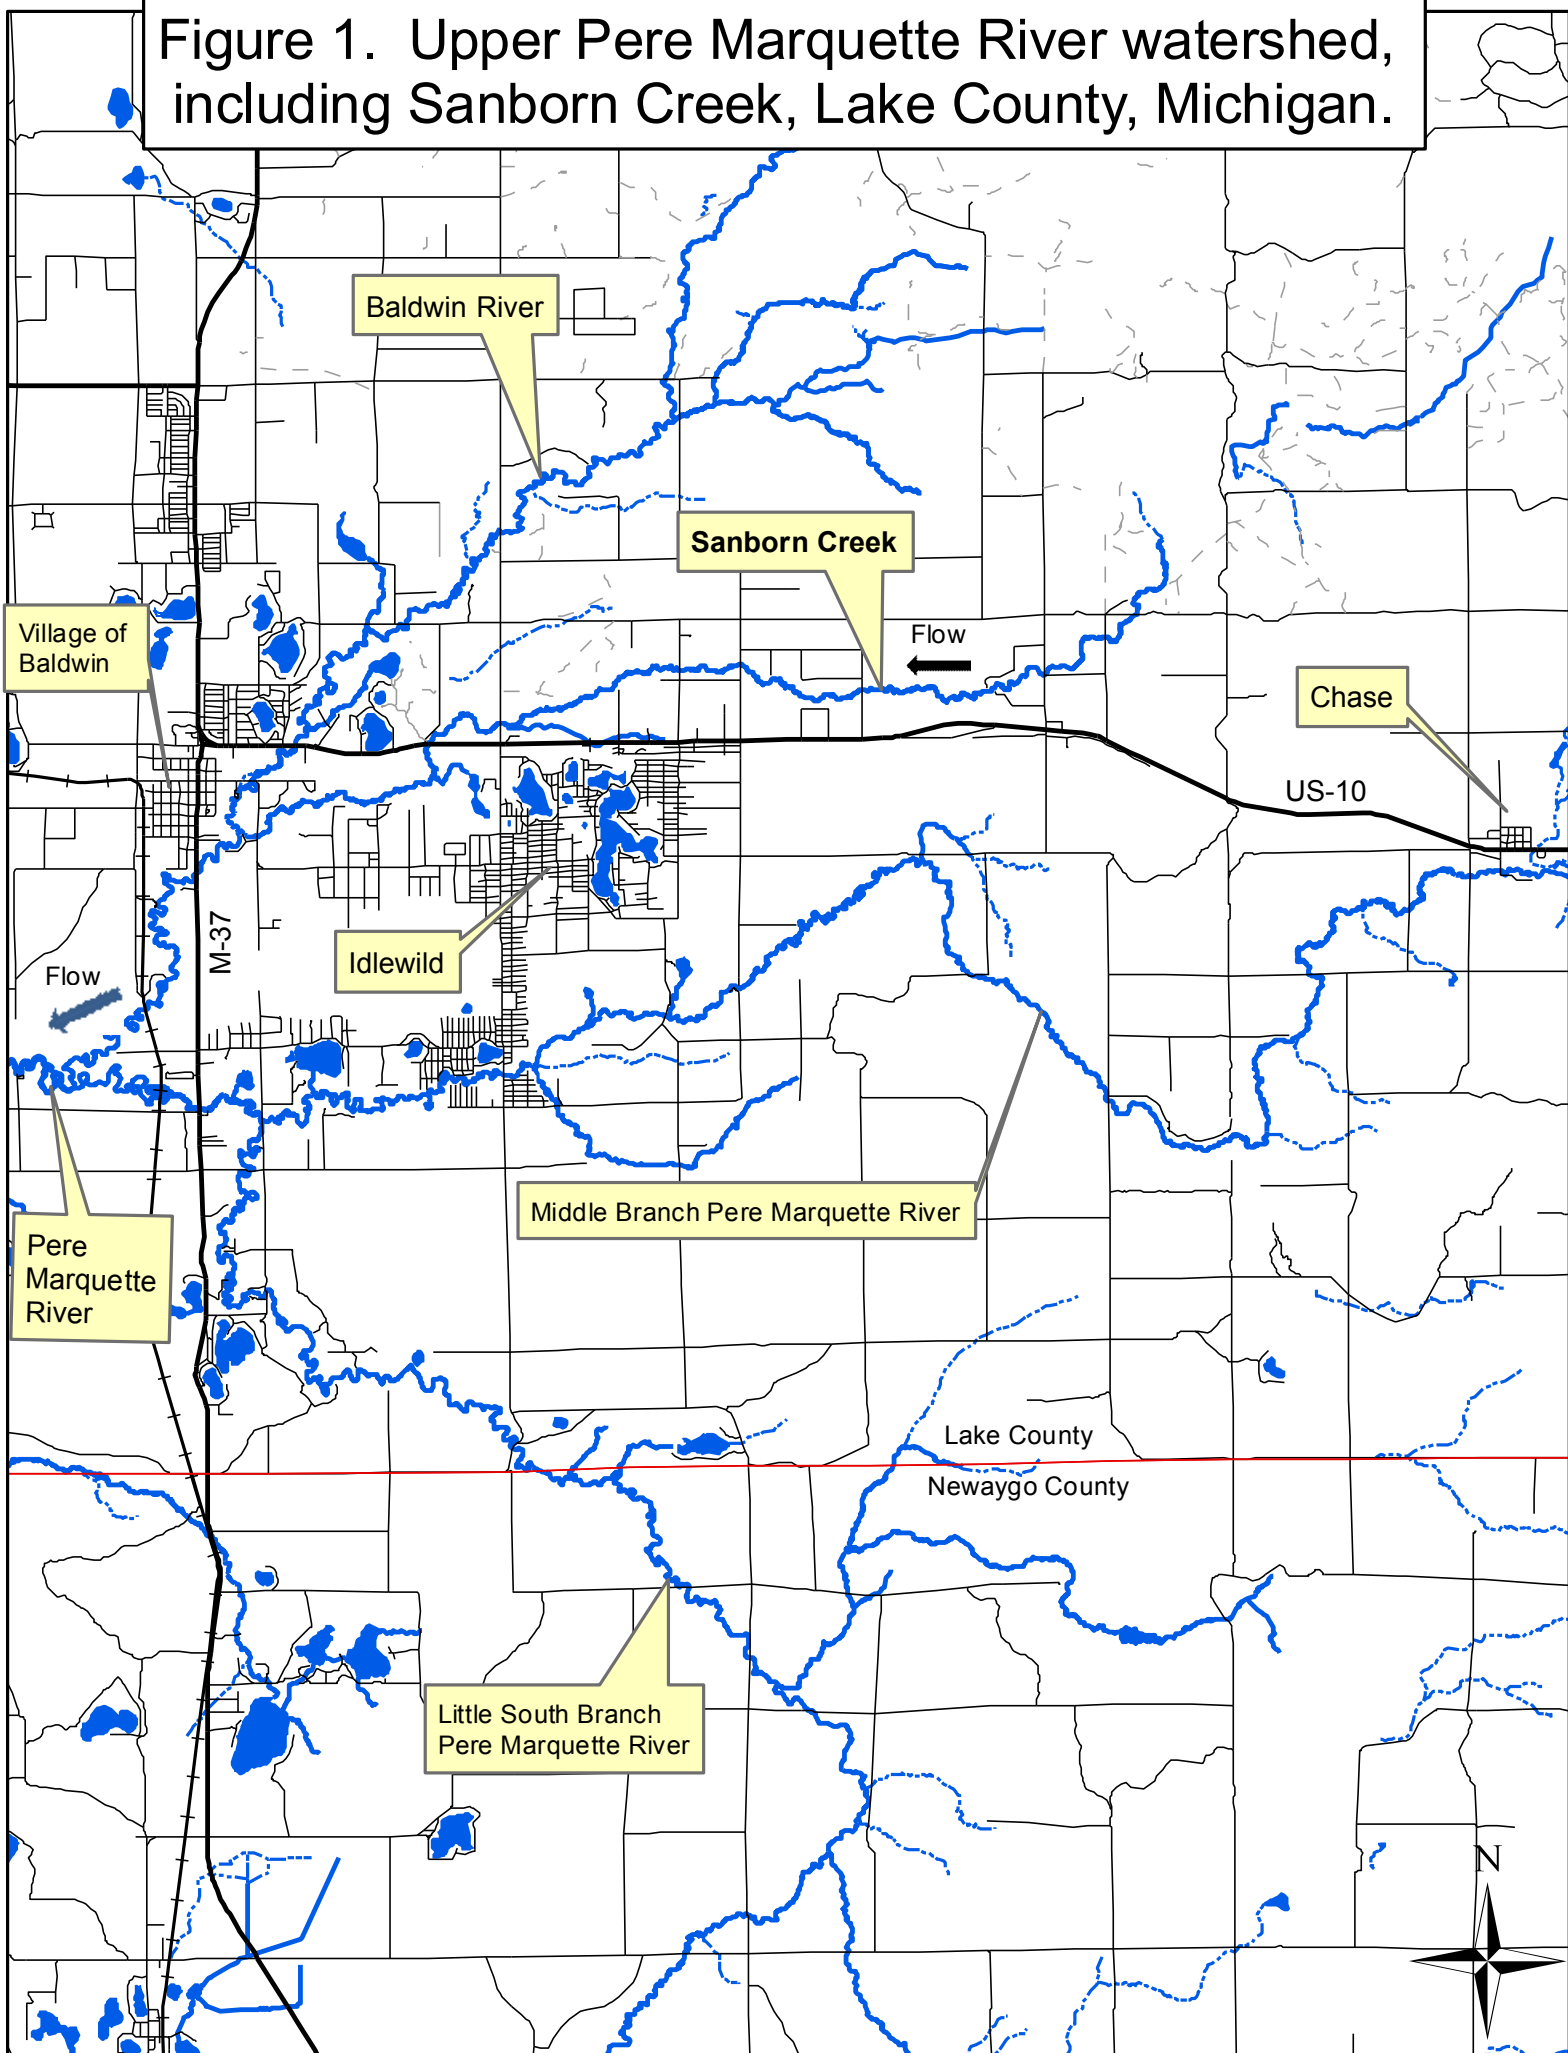 Figure 1. Upper Pere Marquette River watershed,
including Sanborn Creek, Lake County, Michigan.
Baldwin River
Sanborn Creek
Flow
Village of
Baldwin
Chase
US-10
M-37
Idlewild
Flow
Middle Branch Pere Marquette River
Pere
Marquette
River
Lake County
Newaygo County
Little South Branch
Pere Marquette River
N